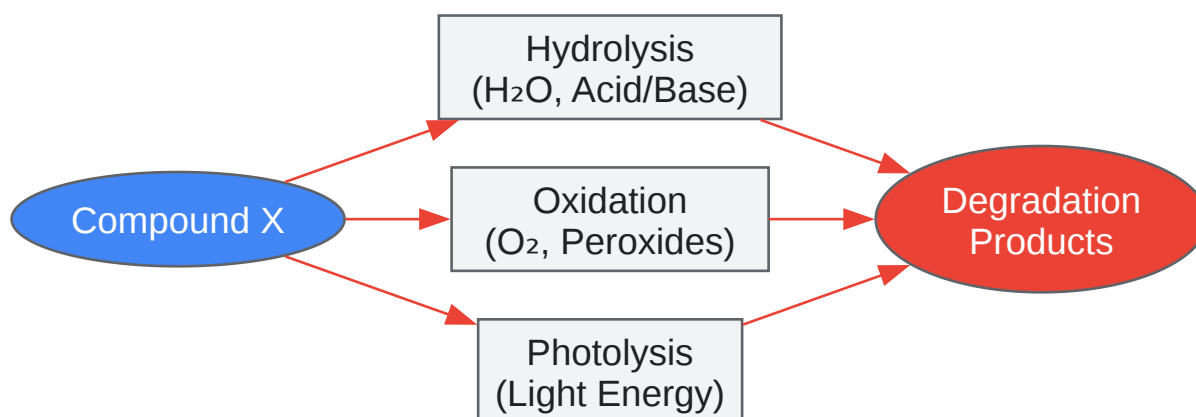 Hydrolysis
(H₂O, Acid/Base)
Compound X
Oxidation
(O₂, Peroxides)
Degradation
Products
Photolysis
(Light Energy)